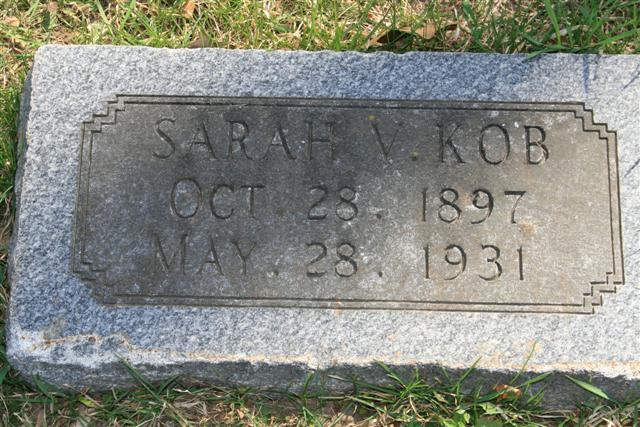 SARAH V. KOB
OCT. 28. 1897
MAY. 28. 1931